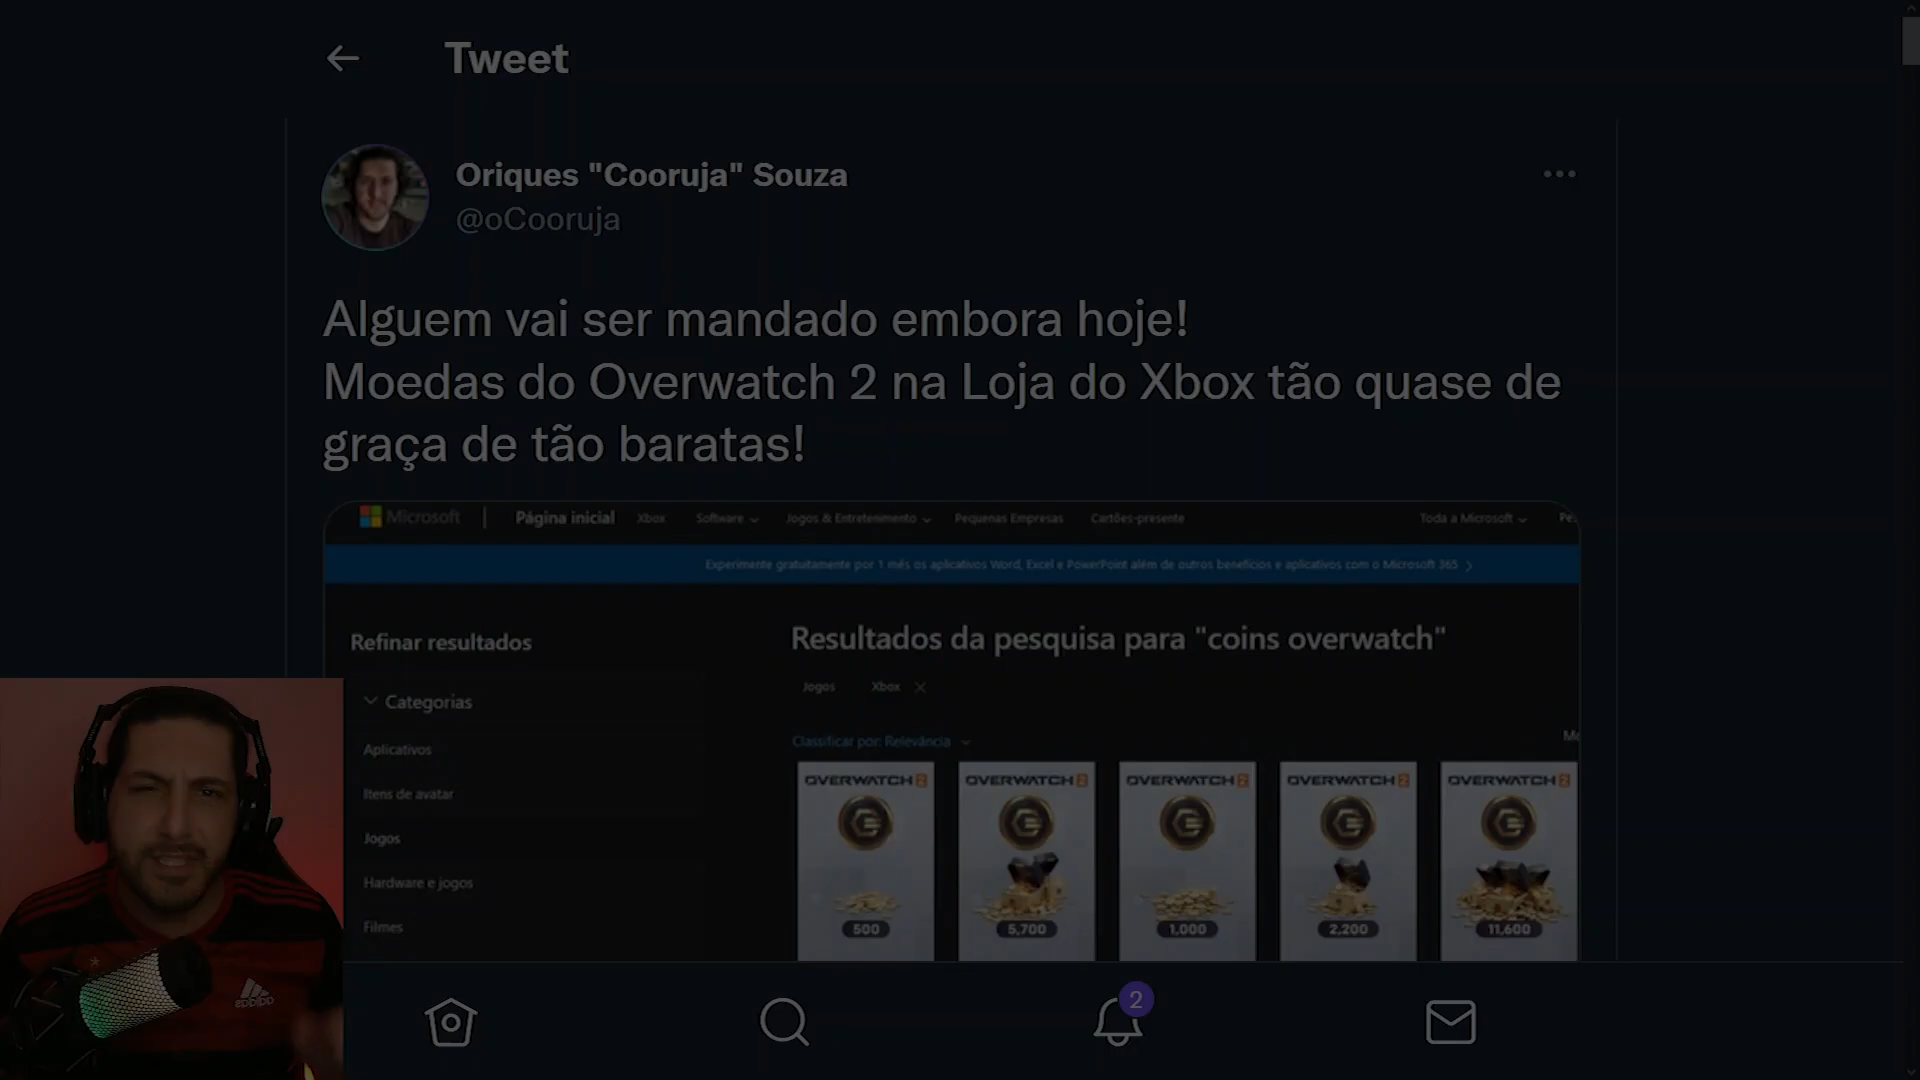 Tweet
Oriques "Cooruja" Souza
@oCooruja
Alguem vai ser mandado embora hoje!
Moedas do Overwatch 2 na Loja do Xbox tão quase de
graça de tão baratas!
Microsoft | Página inicial Xbox Software Jogos & Entretenimento Pequenas Empresas Cartões-presente Toda a Microsoft
Experimente gratuitamente por 1 mês os aplicativos Word, Excel e PowerPoint além de outros benefícios e aplicativos com o Microsoft 365
Refinar resultados
Resultados da pesquisa para "coins overwatch"
Jogos Xbox
Categorias
Classificar por: Relevância
Aplicativos
Itens de avatar
Jogos
Hardware e jogos
Filmes
OVERWATCH 2 OVERWATCH 2 OVERWATCH 2 OVERWATCH 2 OVERWATCH 2
500 5,700 1,000 2,200 11,600
2